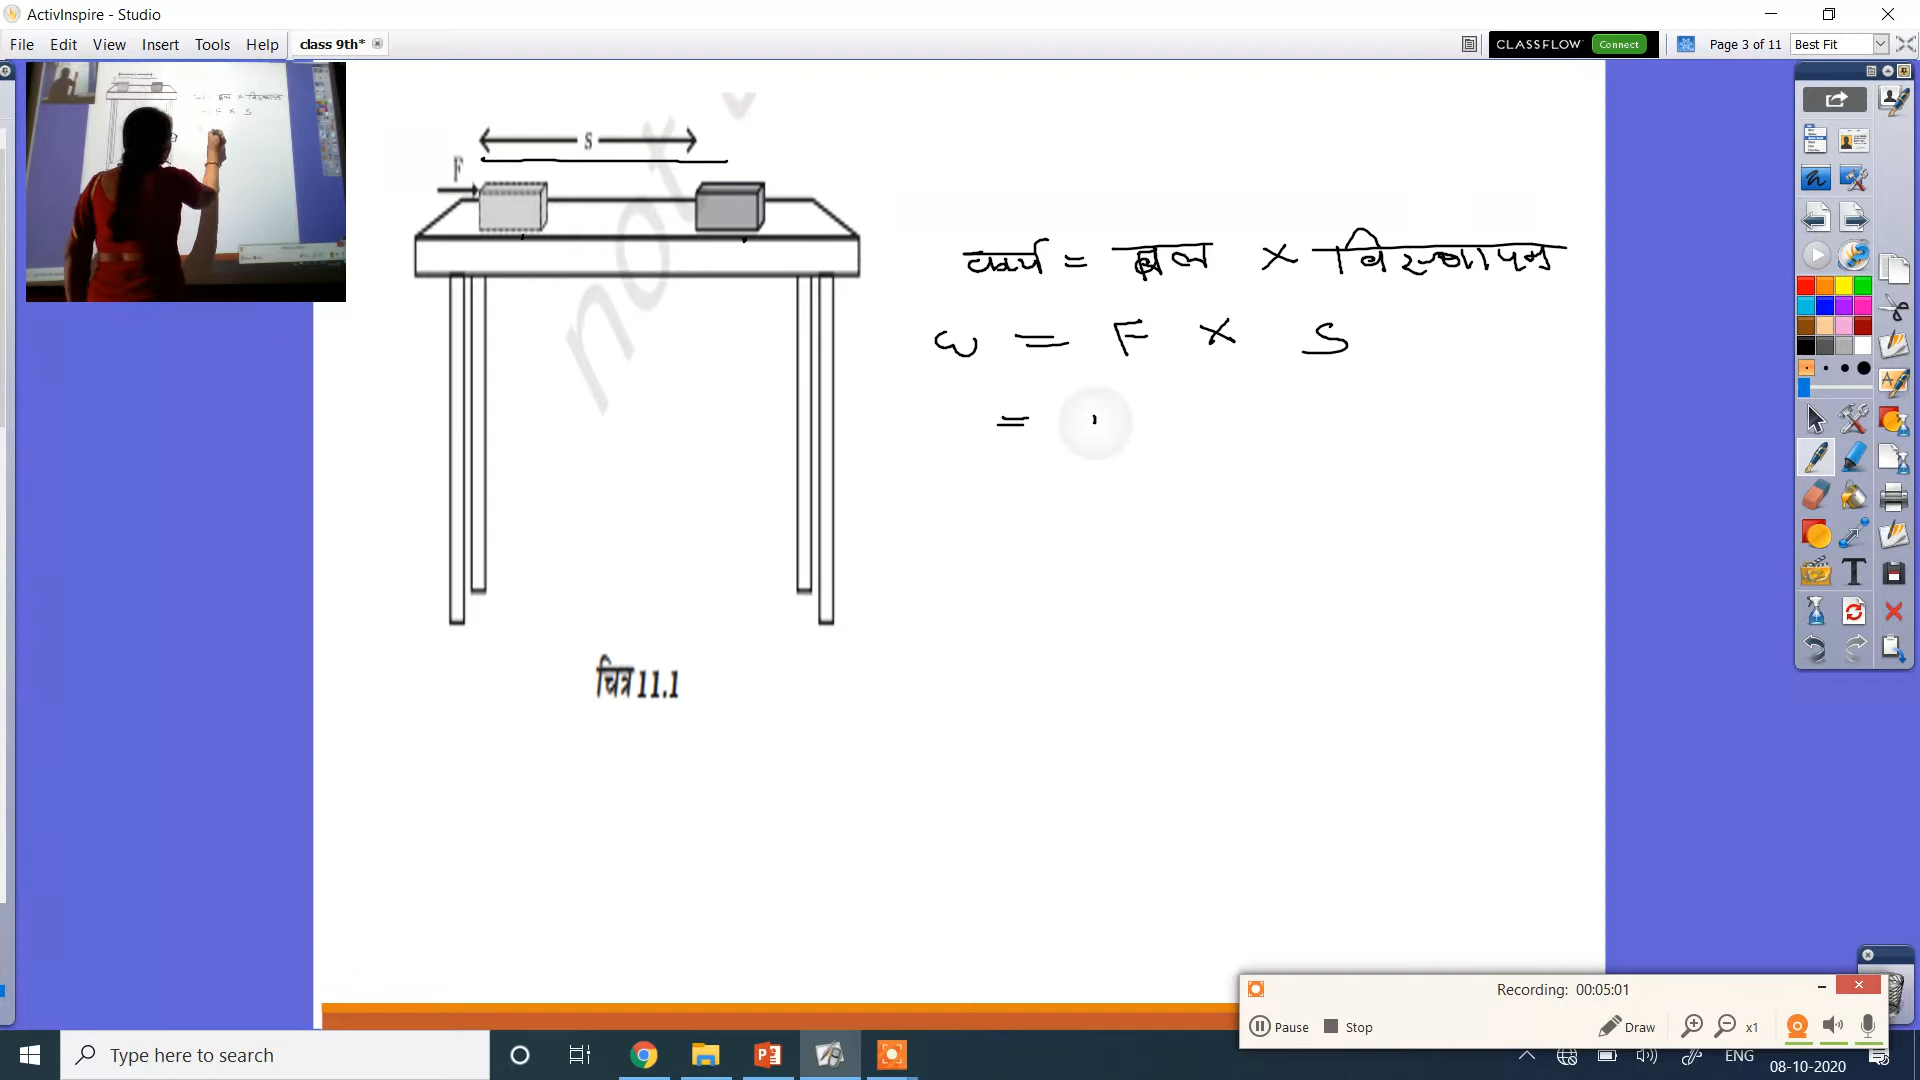 ActivInspire - Studio
File Edit View Insert Tools Help class 9th* CLASSFLOW Connect Page 3 of 11 Best Fit
S
F
not
कार्य = बल × विस्थापन
W = F × S
=
चित्र 11.1
Recording: 00:05:01
Pause Stop Draw x1
Type here to search
ENG
08-10-2020